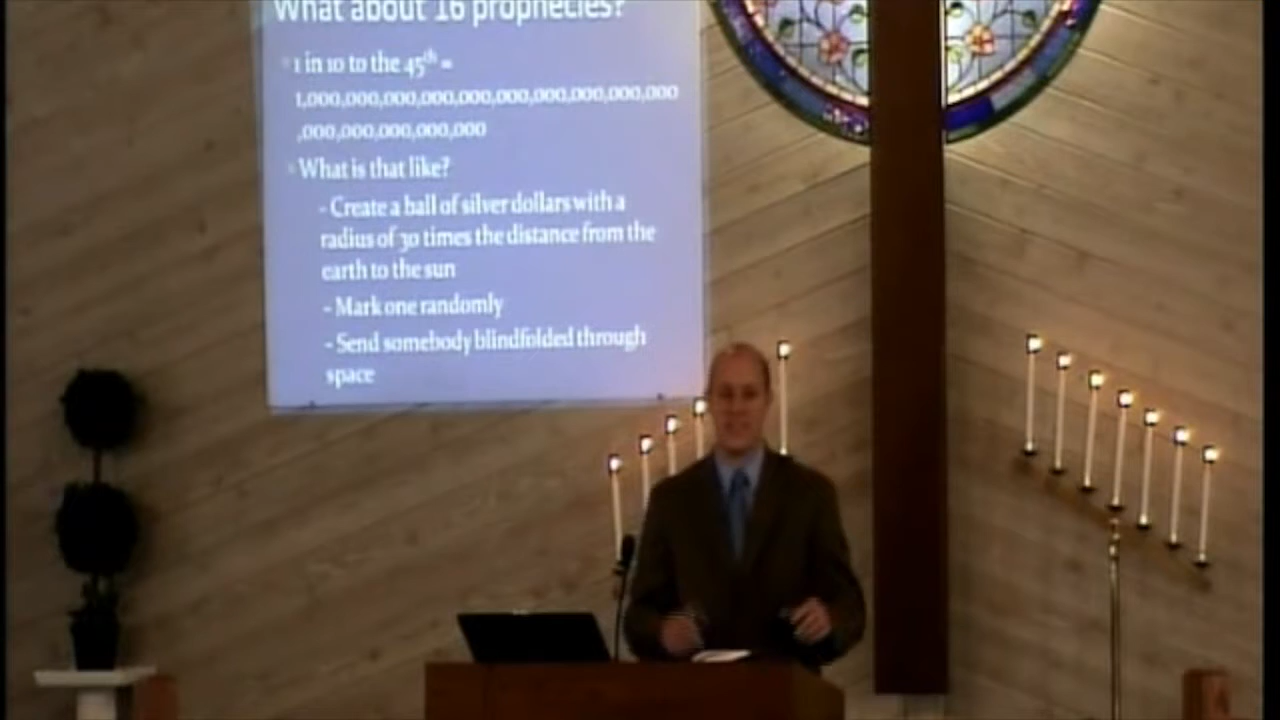 What about 16 prophecies?
1 in 10 to the 45th =
1,000,000,000,000,000,000,000,000,000,000
,000,000,000,000,000
What is that like?
- Create a ball of silver dollars with a
radius of 30 times the distance from the
earth to the sun
- Mark one randomly
- Send somebody blindfolded through
space